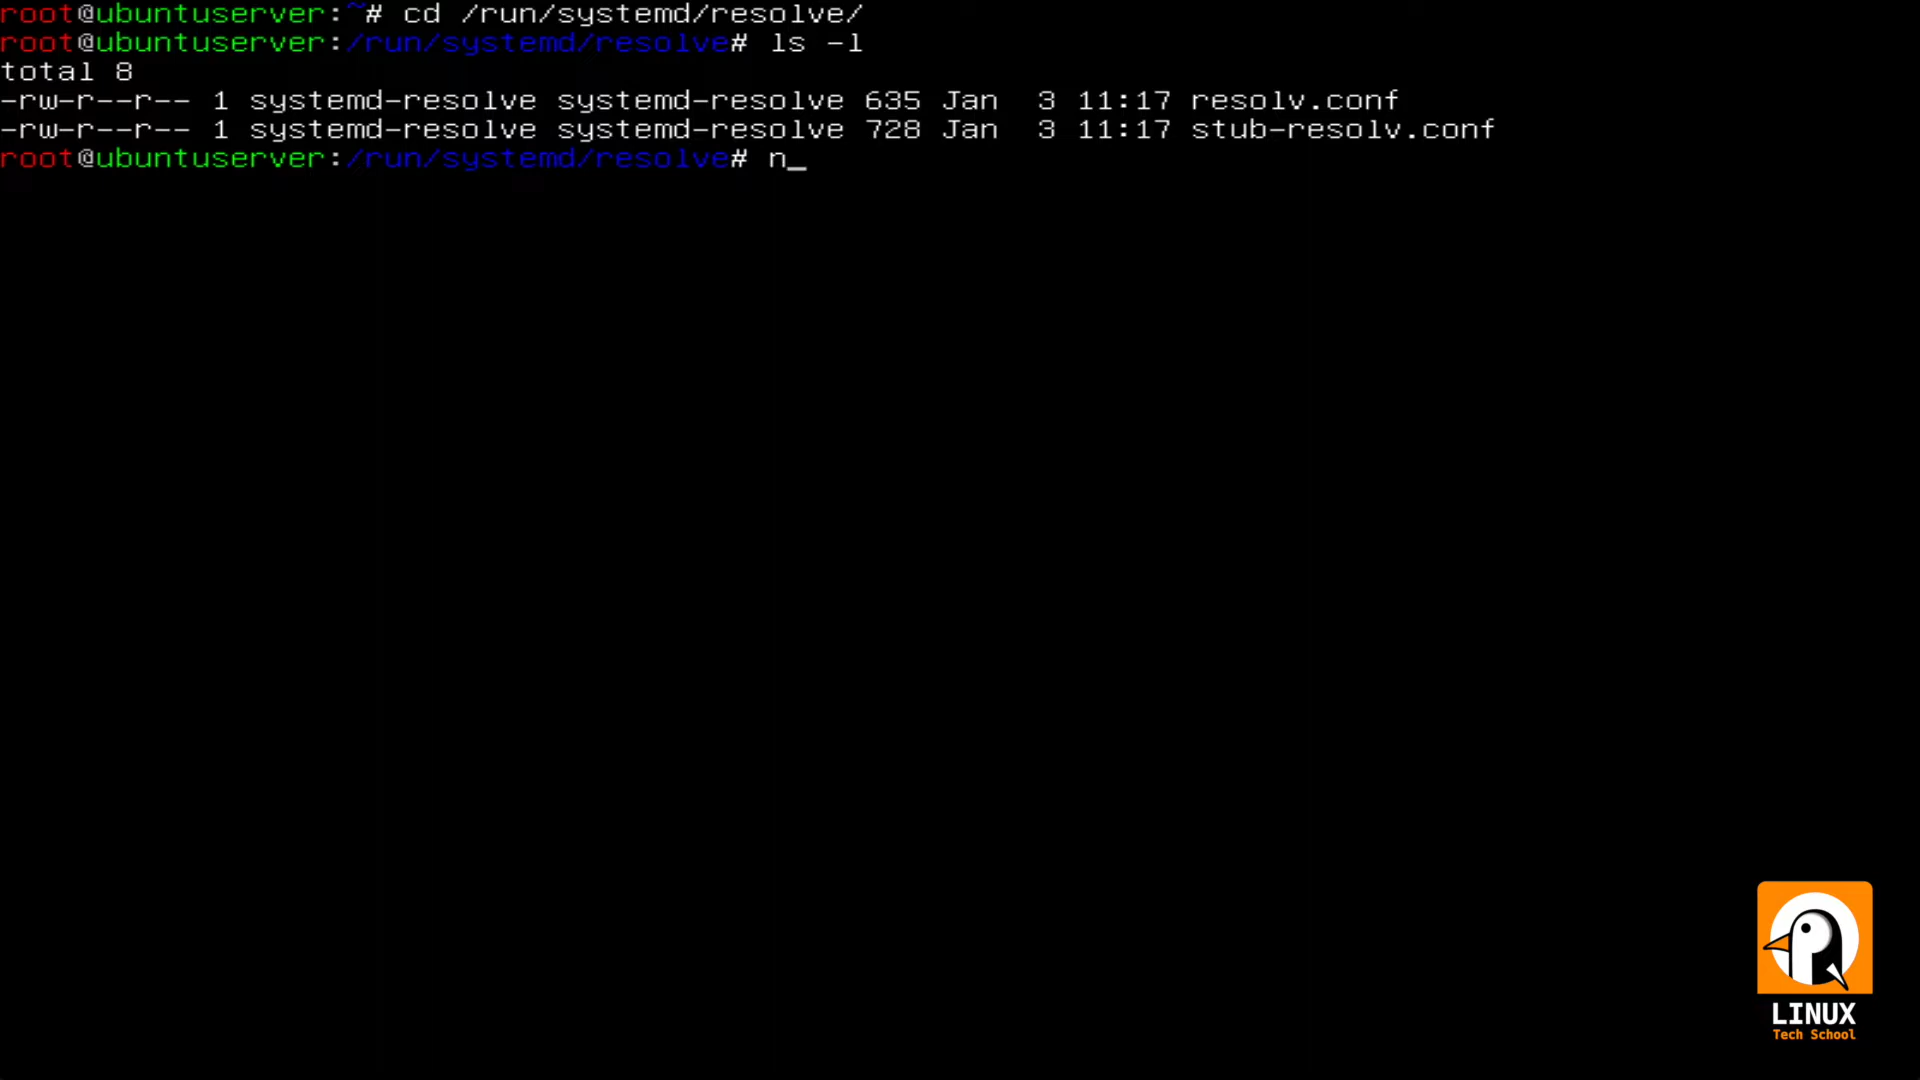 root@ubuntuserver:~# cd /run/systemd/resolve/
root@ubuntuserver:/run/systemd/resolve# ls -l
total 8
-rw-r--r-- 1 systemd-resolve systemd-resolve 635 Jan  3 11:17 resolv.conf
-rw-r--r-- 1 systemd-resolve systemd-resolve 728 Jan  3 11:17 stub-resolv.conf
root@ubuntuserver:/run/systemd/resolve# n_
LINUX
Tech School